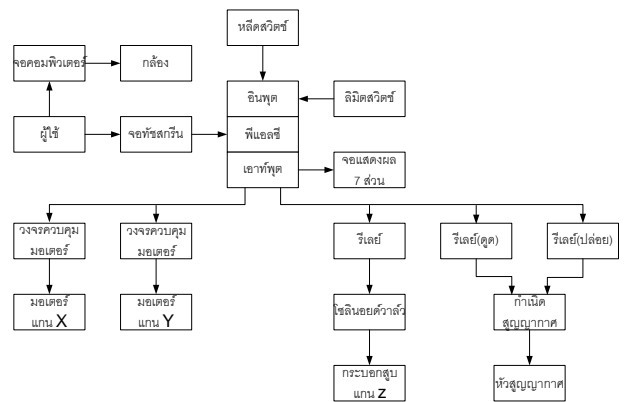 หลีดสวิตช์
จอคอมพิวเตอร์
กล้อง
อินพุต
ลิมิตสวิตช์
ผู้ใช้
จอทัชสกรีน
พีแอลซี
เอาท์พุต
จอแสดงผล
7 ส่วน
วงจรควบคุม
มอเตอร์
วงจรควบคุม
มอเตอร์
รีเลย์
รีเลย์(ดูด)
รีเลย์(ปล่อย)
มอเตอร์
แกน X
มอเตอร์
แกน Y
โซลินอยด์วาล์ว
กำเนิด
สูญญากาศ
กระบอกสูบ
แกน Z
หัวสูญญากาศ